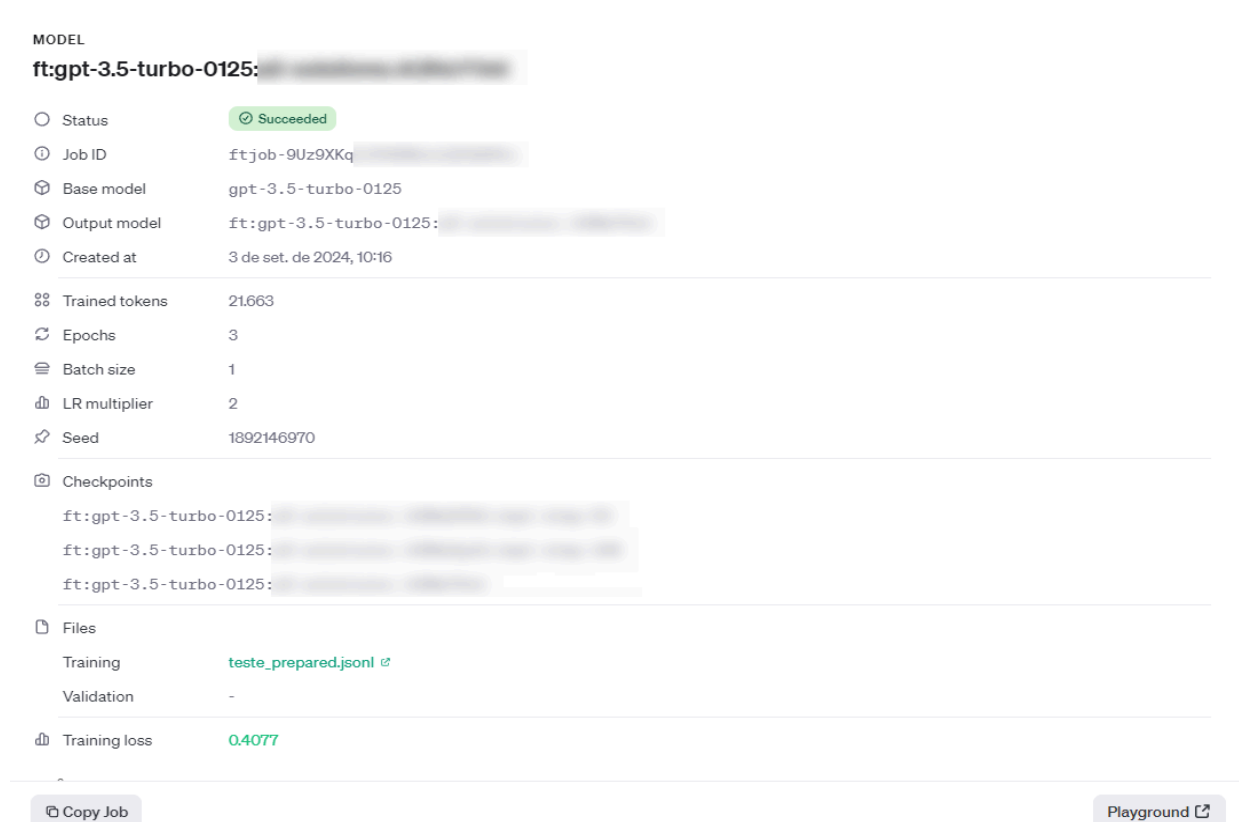 MODEL
ft:gpt-3.5-turbo-0125:
Status Succeeded
Job ID ftjob-9Uz9XKq
Base model gpt-3.5-turbo-0125
Output model ft:gpt-3.5-turbo-0125:
Created at 3 de set. de 2024, 10:16
Trained tokens 21.663
Epochs 3
Batch size 1
LR multiplier 2
Seed 1892146970
Checkpoints
ft:gpt-3.5-turbo-0125:
ft:gpt-3.5-turbo-0125:
ft:gpt-3.5-turbo-0125:
Files
Training teste_prepared.jsonl
Validation -
Training loss 0.4077
Copy Job Playground